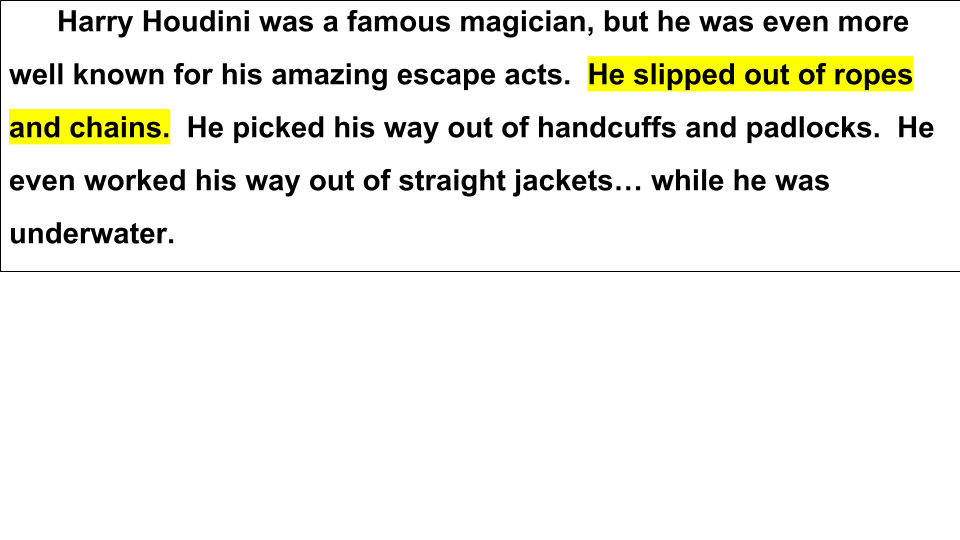 Harry Houdini was a famous magician, but he was even more
well known for his amazing escape acts.  He slipped out of ropes
and chains.  He picked his way out of handcuffs and padlocks.  He
even worked his way out of straight jackets… while he was
underwater.